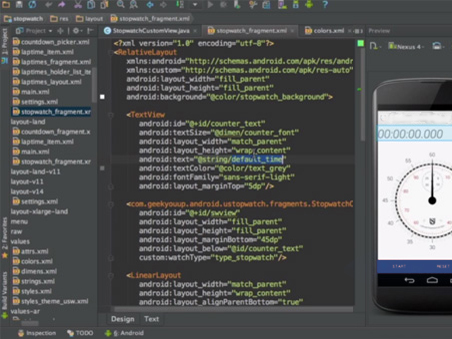 stopwatch
res
layout
stopwatch_fragment.xml
StopwatchCustomView.java
stopwatch_fragment.xml
colors.xml
1: Project
countdown_picker.xml
laptime_item.xml
laptimes_fragment.xml
laptimes_holder_list_item
laptimes_layout.xml
main.xml
settings.xml
stopwatch_fragment.xml
layout-land
countdown_fragment.x
laptime_item.xml
main.xml
stopwatch_fragment.xr
layout-land-v11
layout-v11
layout-v14
settings.xml
layout-xlarge-land
menu
raw
values
attrs.xml
colors.xml
dimens.xml
strings.xml
styles.xml
styles_theme_usw.xml
values-ar
2: Favorites
Build Variants
<?xml version="1.0" encoding="utf-8"?>
<RelativeLayout
xmlns:android="http://schemas.android.com/apk/res/andr
xmlns:custom="http://schemas.android.com/apk/res-auto"
android:layout_width="fill_parent"
android:layout_height="fill_parent"
android:background="@color/stopwatch_background">
<TextView
android:id="@+id/counter_text"
android:textSize="@dimen/counter_font"
android:layout_width="match_parent"
android:layout_height="wrap_content"
android:text="@string/default_time"
android:textColor="@color/text_grey"
android:fontFamily="sans-serif-light"
android:layout_marginTop="5dp"/>
<com.geekyouup.android.ustopwatch.fragments.StopwatchC
android:id="@+id/swview"
android:layout_width="fill_parent"
android:layout_height="fill_parent"
android:layout_marginBottom="45dp"
android:layout_below="@id/counter_text"
custom:watchType="type_stopwatch"/>
<LinearLayout
android:layout_width="match_parent"
android:layout_height="wrap_content"
android:layout_alignParentBottom="true"
Design Text
Nexus 4
00:00:00.000
START
Inspection TODO 6: Android